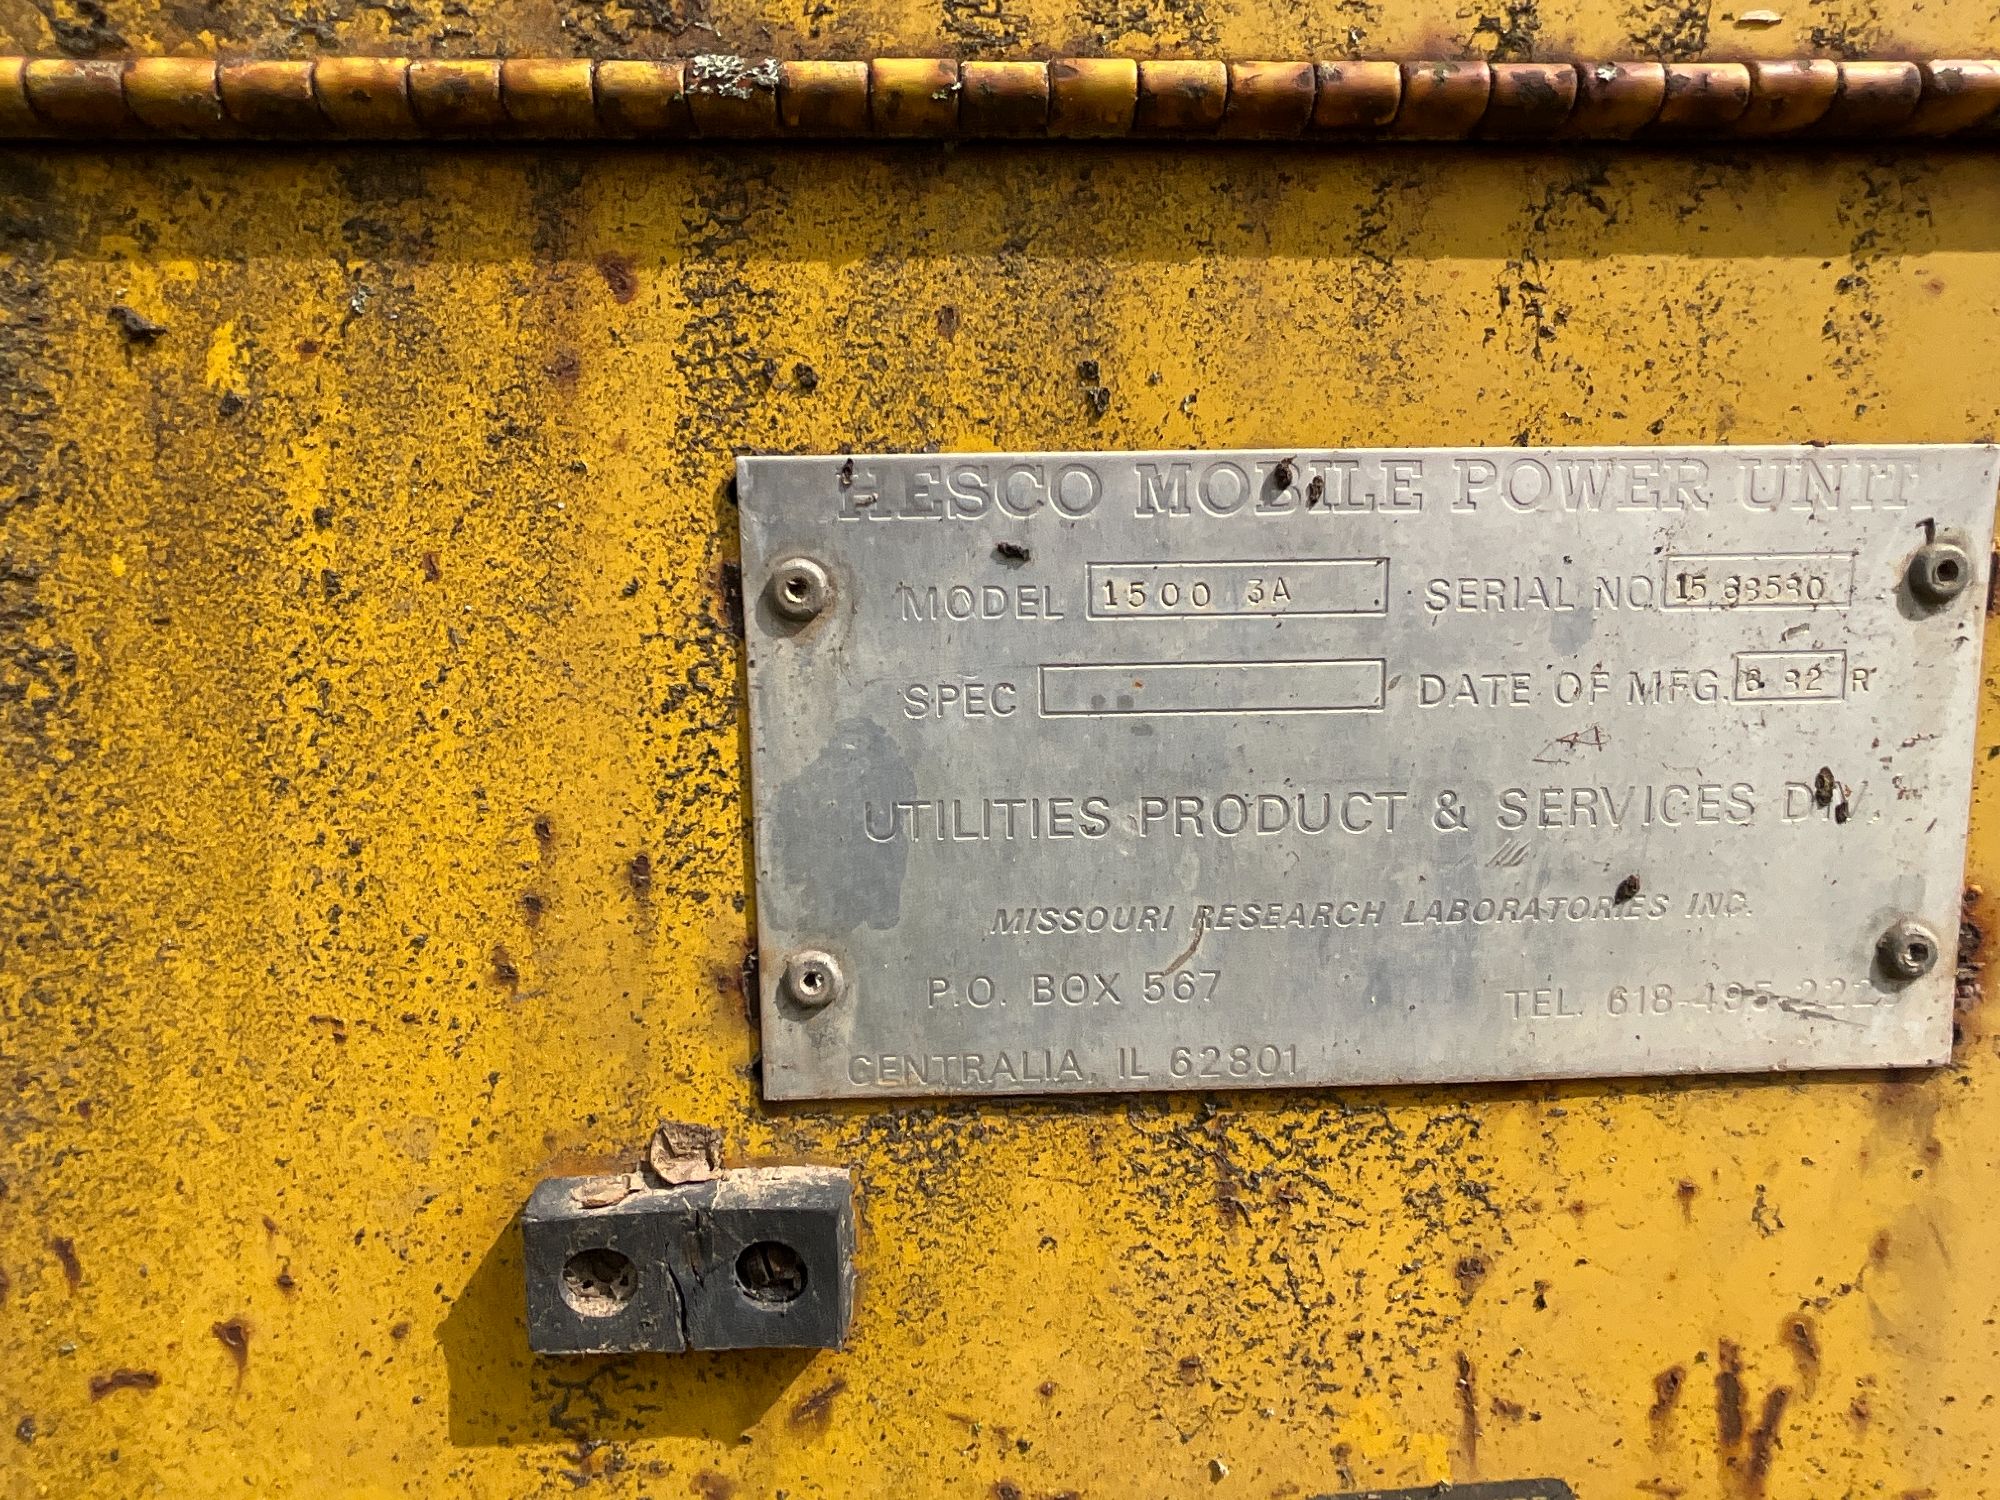 HESCO MOBILE POWER UNIT
MODEL 1500 3A SERIAL NO
SPEC DATE OF MFG. R
UTILITIES PRODUCT & SERVICES DIV.
MISSOURI RESEARCH LABORATORIES INC.
P.O. BOX 567 TEL.
CENTRALIA, IL 62801